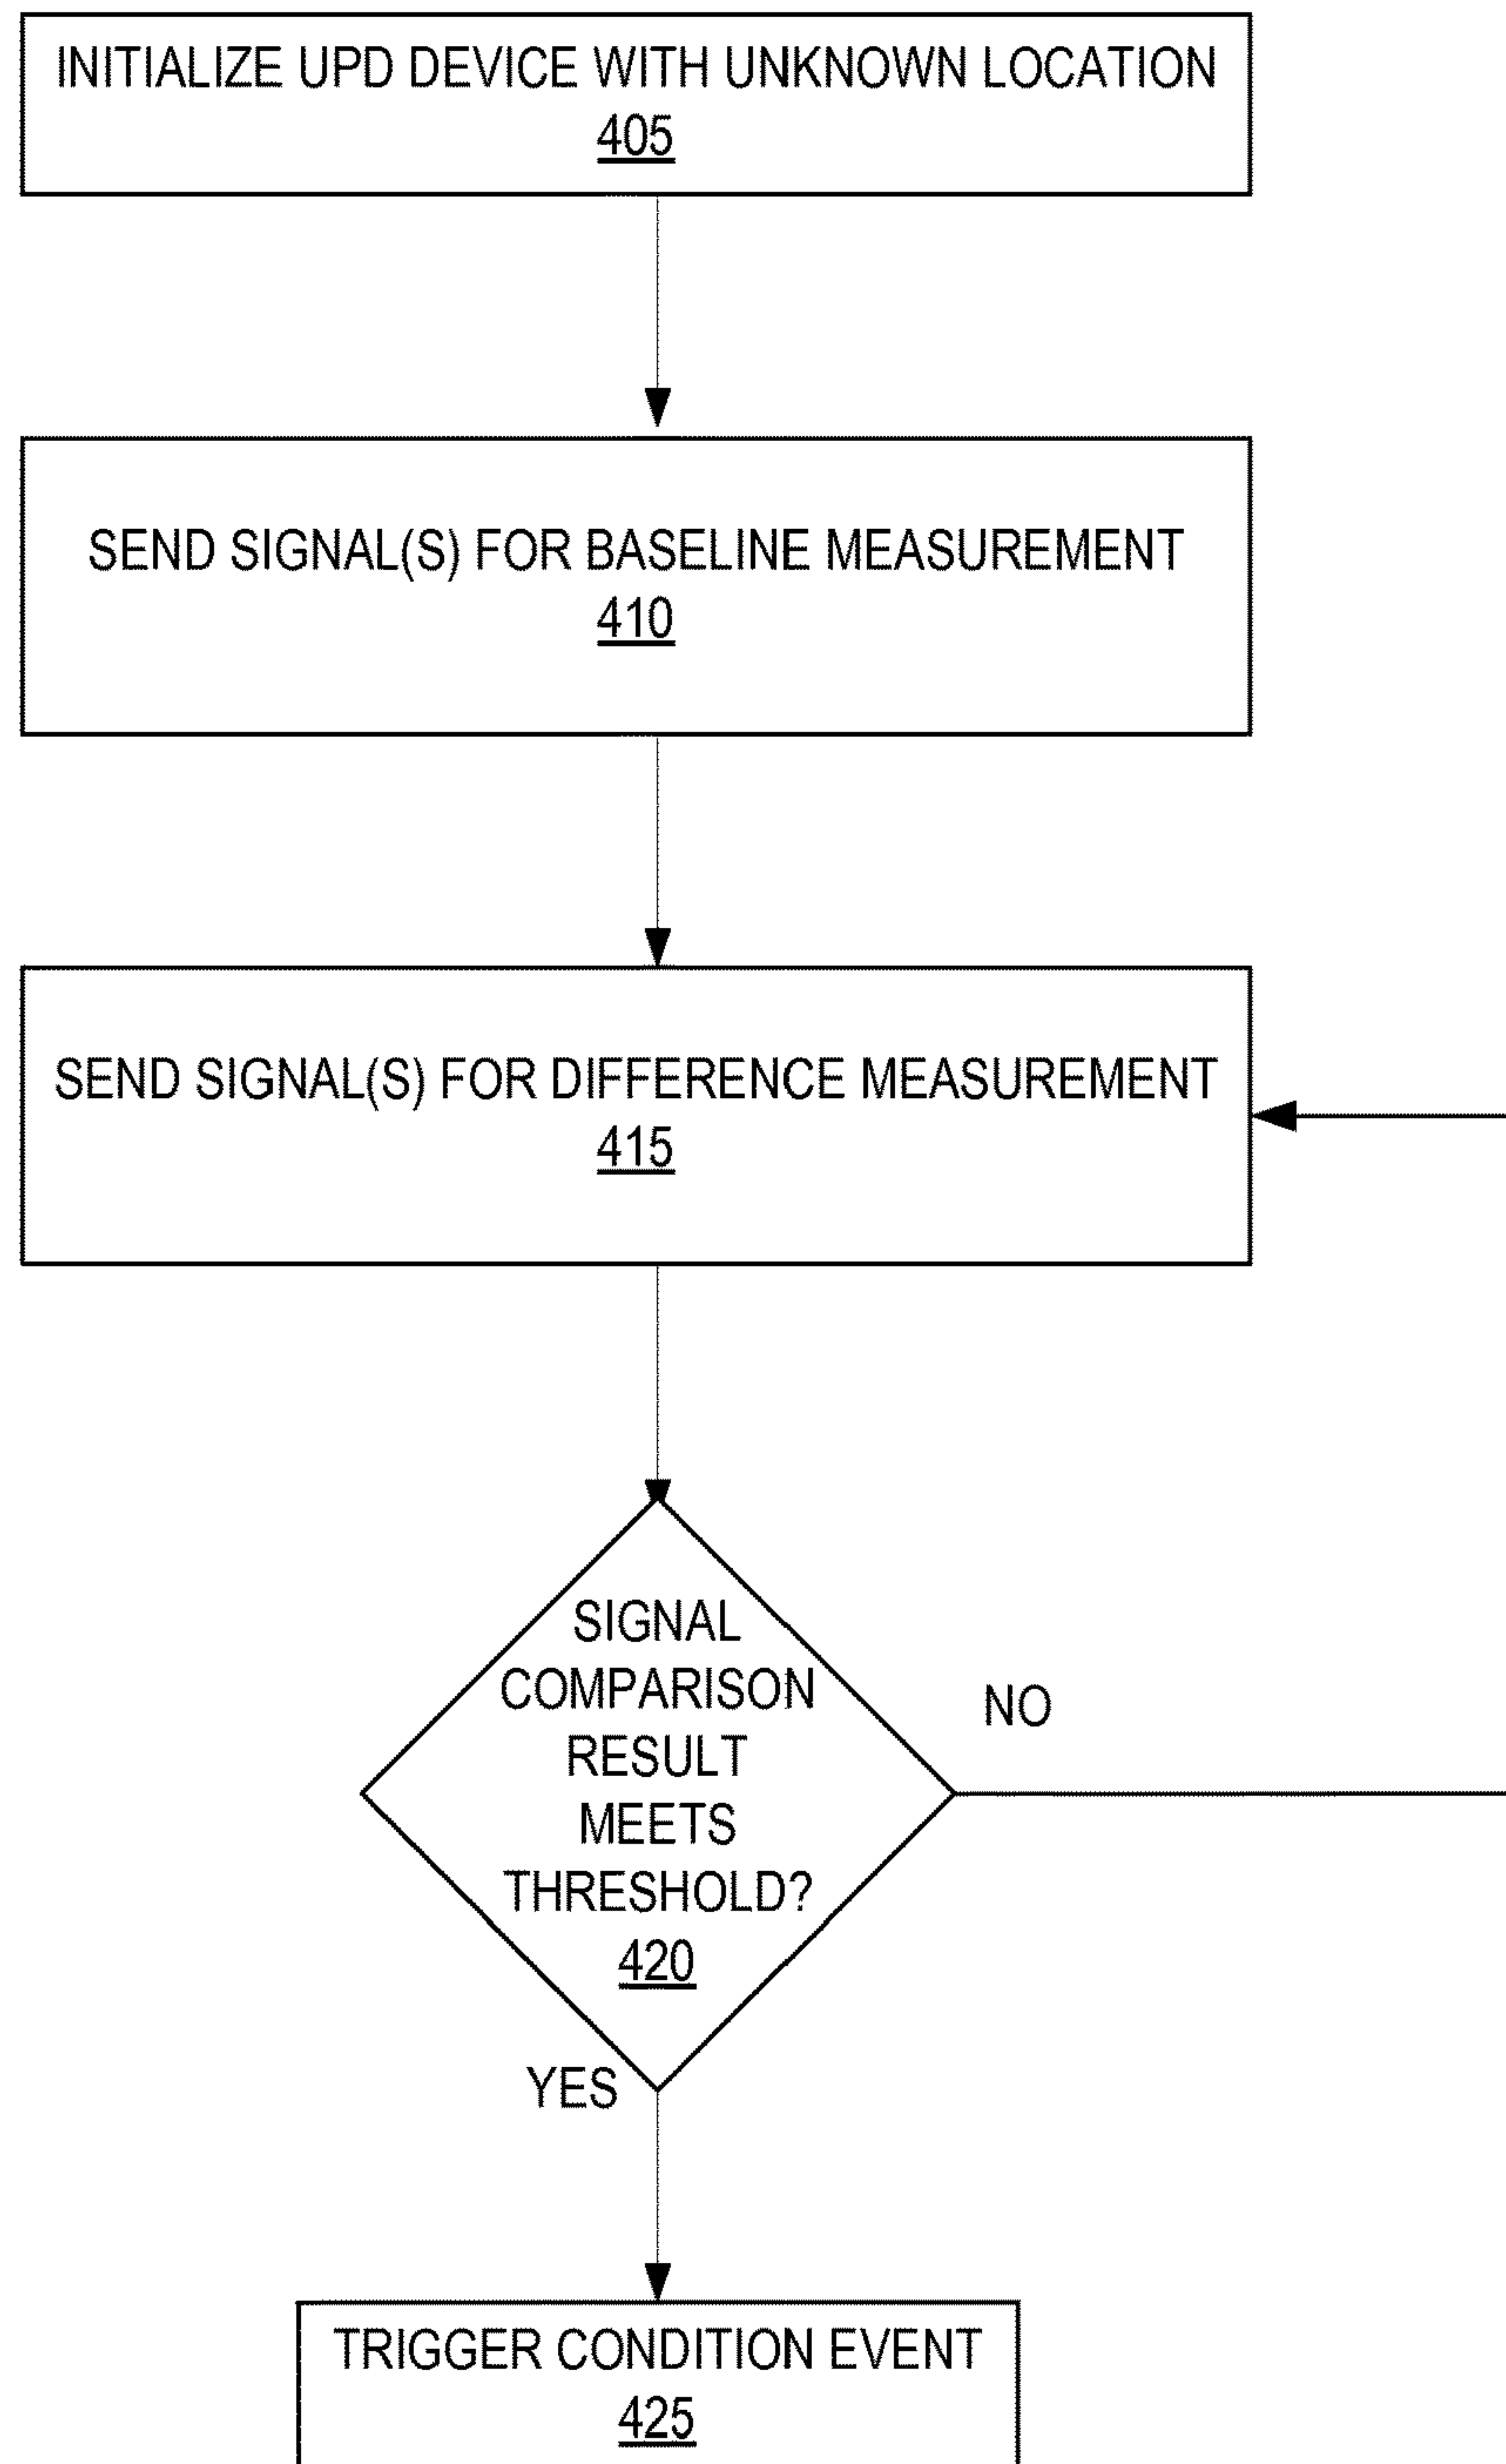 INITIALIZE UPD DEVICE WITH UNKNOWN LOCATION
405
SEND SIGNAL(S) FOR BASELINE MEASUREMENT
410
SEND SIGNAL(S) FOR DIFFERENCE MEASUREMENT
415
SIGNAL
COMPARISON
RESULT
MEETS
THRESHOLD?
420
NO
YES
TRIGGER CONDITION EVENT
425